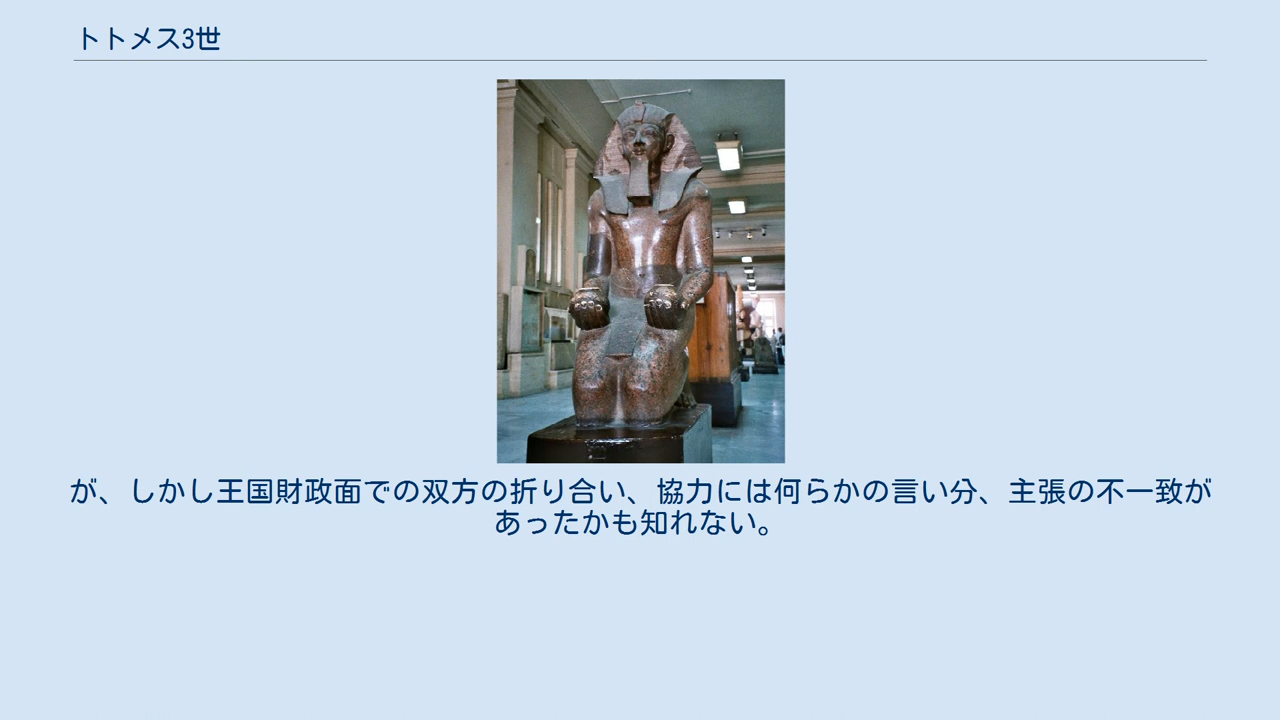 トトメス3世
が、しかし王国財政面での双方の折り合い、協力には何らかの言い分、主張の不一致が
あったかも知れない。